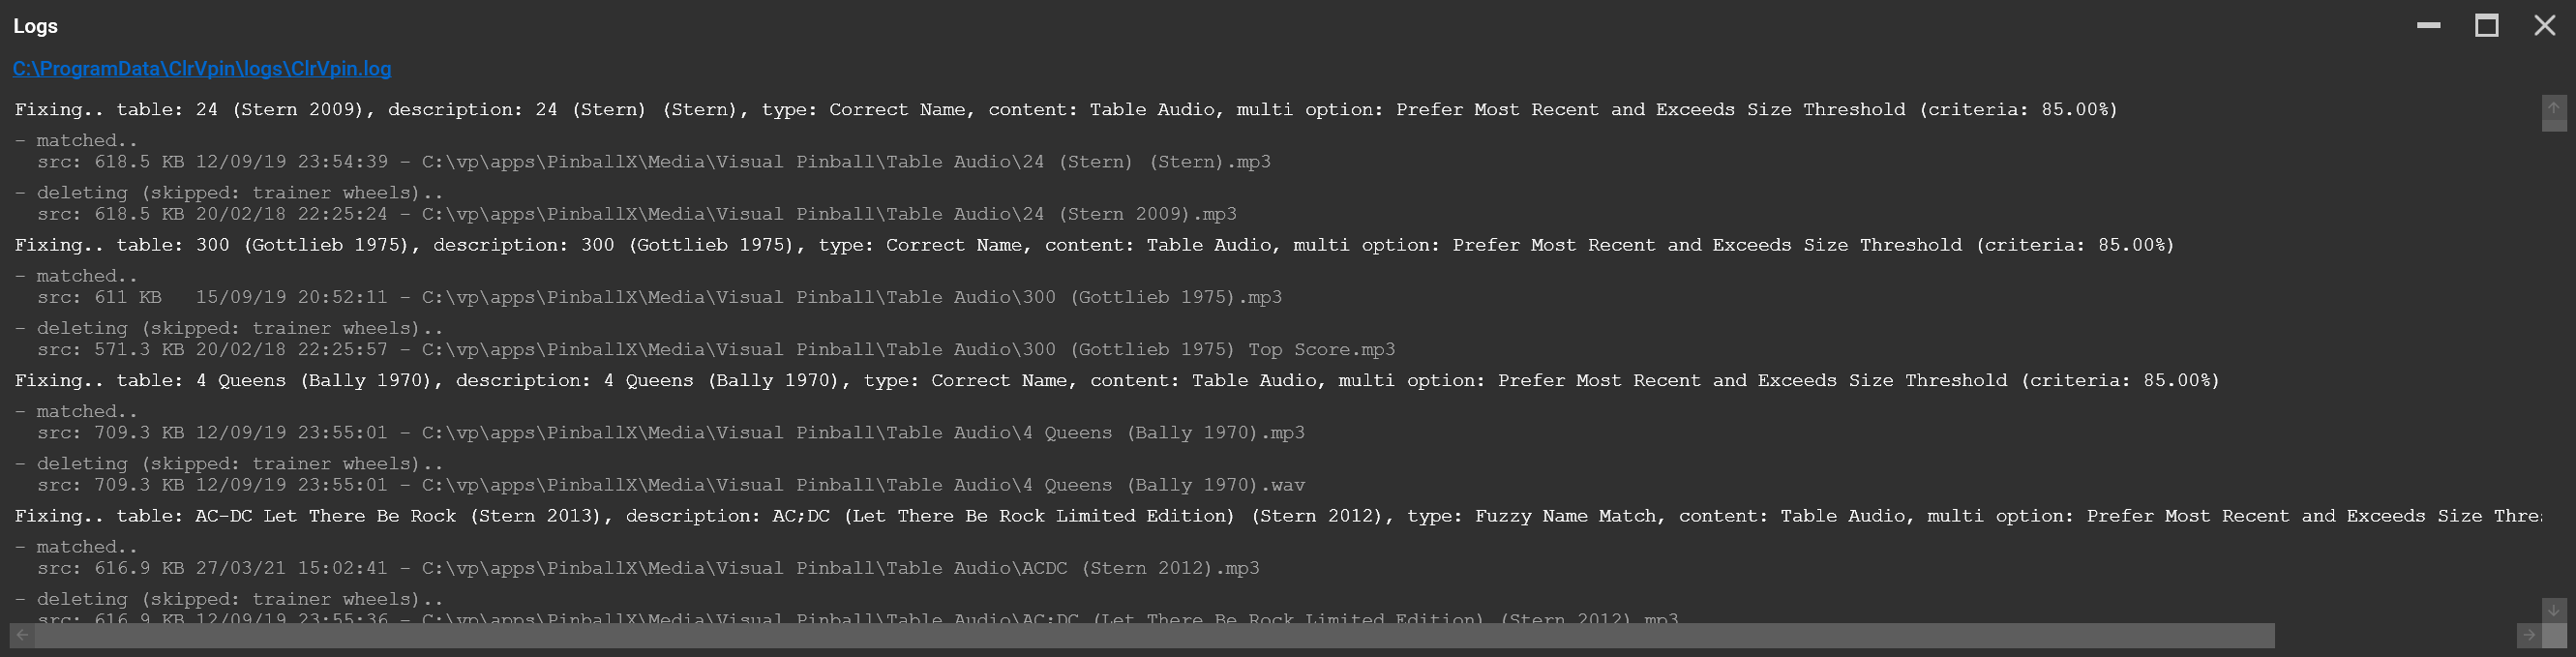 Logs
C:\ProgramData\ClrVpin\logs\ClrVpin.log
Fixing.. table: 24 (Stern 2009), description: 24 (Stern) (Stern), type: Correct Name, content: Table Audio, multi option: Prefer Most Recent and Exceeds Size Threshold (criteria: 85.00%)
- matched..
src: 618.5 KB 12/09/19 23:54:39 - C:\vp\apps\PinballX\Media\Visual Pinball\Table Audio\24 (Stern) (Stern).mp3
- deleting (skipped: trainer wheels)..
src: 618.5 KB 20/02/18 22:25:24 - C:\vp\apps\PinballX\Media\Visual Pinball\Table Audio\24 (Stern 2009).mp3
Fixing.. table: 300 (Gottlieb 1975), description: 300 (Gottlieb 1975), type: Correct Name, content: Table Audio, multi option: Prefer Most Recent and Exceeds Size Threshold (criteria: 85.00%)
- matched..
src: 611 KB   15/09/19 20:52:11 - C:\vp\apps\PinballX\Media\Visual Pinball\Table Audio\300 (Gottlieb 1975).mp3
- deleting (skipped: trainer wheels)..
src: 571.3 KB 20/02/18 22:25:57 - C:\vp\apps\PinballX\Media\Visual Pinball\Table Audio\300 (Gottlieb 1975) Top Score.mp3
Fixing.. table: 4 Queens (Bally 1970), description: 4 Queens (Bally 1970), type: Correct Name, content: Table Audio, multi option: Prefer Most Recent and Exceeds Size Threshold (criteria: 85.00%)
- matched..
src: 709.3 KB 12/09/19 23:55:01 - C:\vp\apps\PinballX\Media\Visual Pinball\Table Audio\4 Queens (Bally 1970).mp3
- deleting (skipped: trainer wheels)..
src: 709.3 KB 12/09/19 23:55:01 - C:\vp\apps\PinballX\Media\Visual Pinball\Table Audio\4 Queens (Bally 1970).wav
Fixing.. table: AC-DC Let There Be Rock (Stern 2013), description: AC;DC (Let There Be Rock Limited Edition) (Stern 2012), type: Fuzzy Name Match, content: Table Audio, multi option: Prefer Most Recent and Exceeds Size Thre
- matched..
src: 616.9 KB 27/03/21 15:02:41 - C:\vp\apps\PinballX\Media\Visual Pinball\Table Audio\ACDC (Stern 2012).mp3
- deleting (skipped: trainer wheels)..
src: 616.9 KB 12/09/19 23:55:36 - C:\vp\apps\PinballX\Media\Visual Pinball\Table Audio\AC;DC (Let There Be Rock Limited Edition) (Stern 2012).mp3